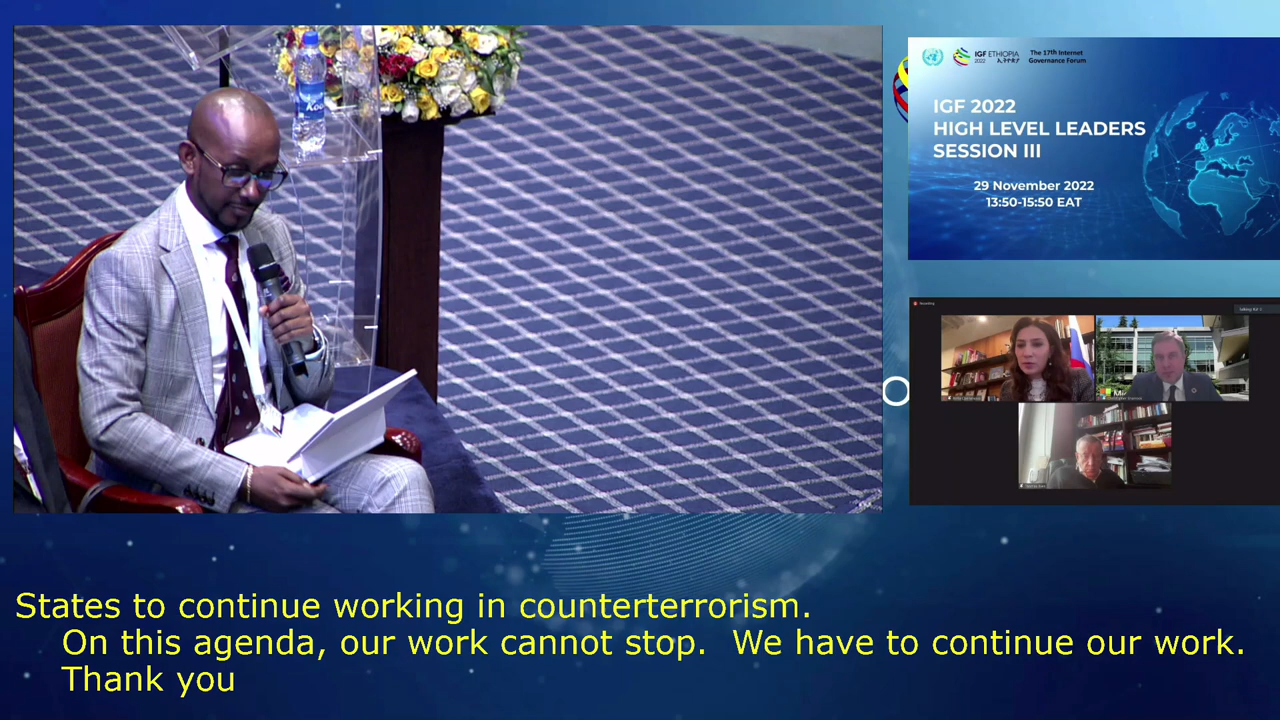 IGF ETHIOPIA
2022 ኢትዮጵያ
The 17th Internet
Governance Forum
IGF 2022
HIGH LEVEL LEADERS
SESSION III
29 November 2022
13:50-15:50 EAT
States to continue working in counterterrorism.
On this agenda, our work cannot stop. We have to continue our work.
Thank you